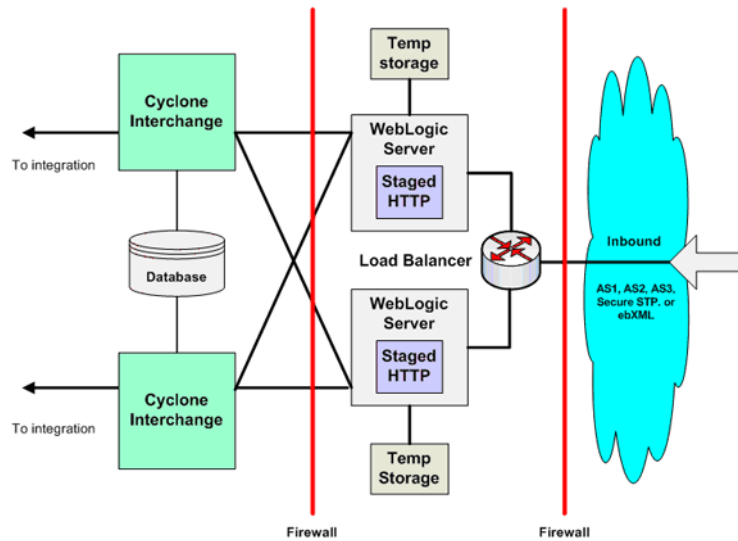 Temp
storage
Cyclone
Interchange
To integration
WebLogic
Server
Staged
HTTP
Database
Load Balancer
Inbound
AS1, AS2, AS3,
Secure STP. or
ebXML
WebLogic
Server
Staged
HTTP
Cyclone
Interchange
To integration
Temp
Storage
Firewall
Firewall